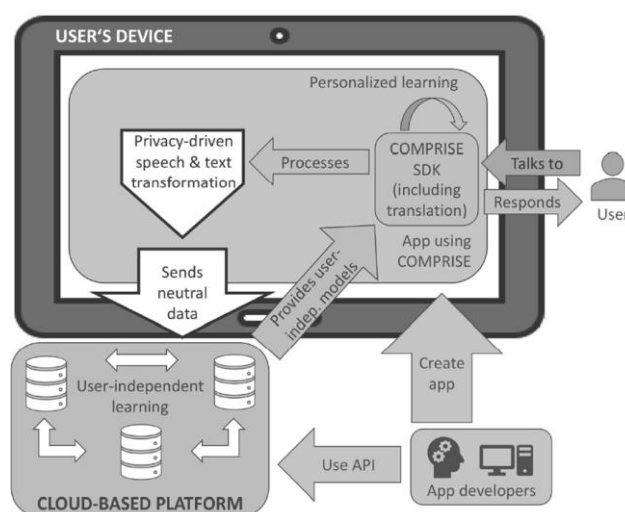 USER'S DEVICE
Personalized learning
Privacy-driven
speech & text
transformation
Processes
COMPRISE
SDK
(including
translation)
Talks to
Responds
User
App using
COMPRISE
Sends
neutral
data
Provides user-
indep. models
User-independent
learning
Create
app
Use API
App developers
CLOUD-BASED PLATFORM